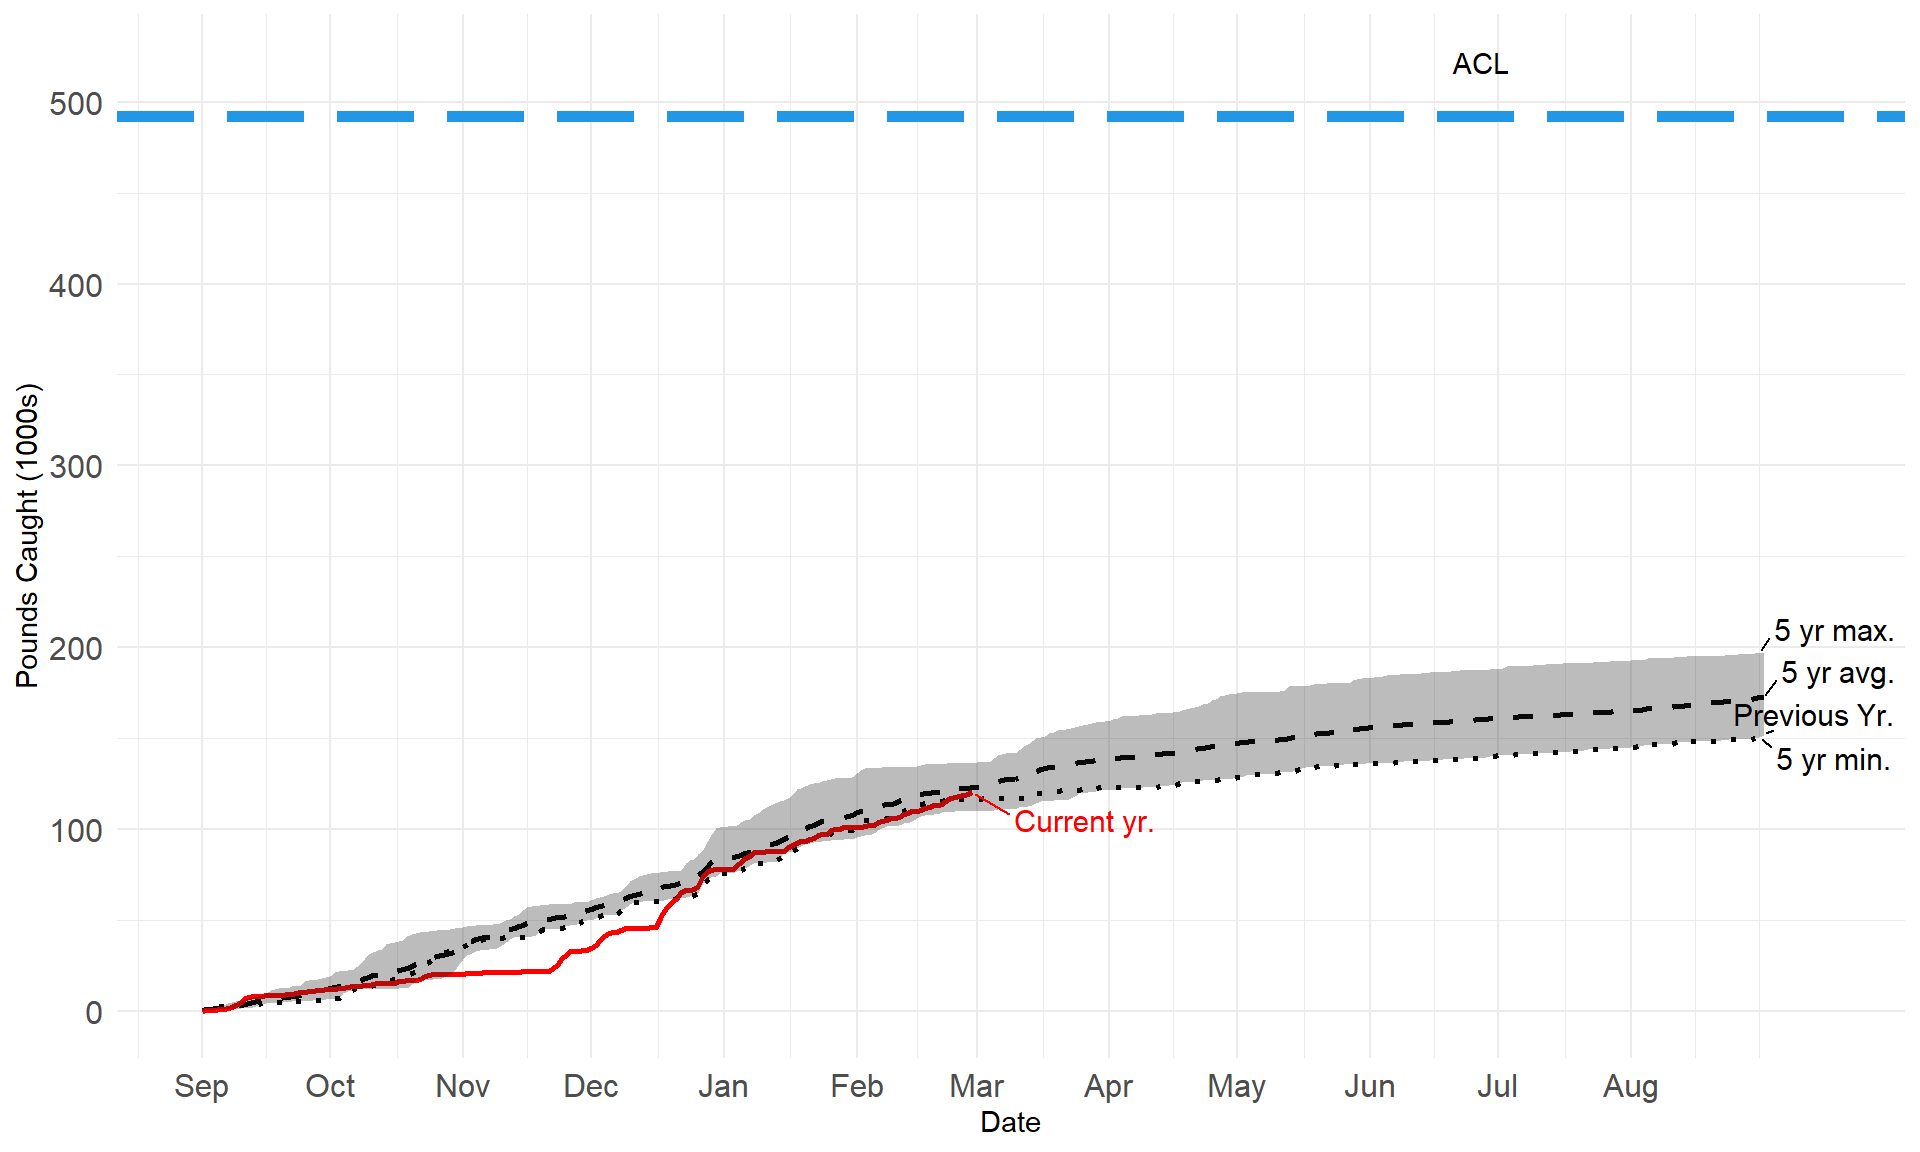 ACL
500
400
300
200
100
0
Pounds Caught (1000s)
5 yr max.
5 yr avg.
Previous Yr.
5 yr min.
Current yr.
Sep Oct Nov Dec Jan Feb Mar Apr May Jun Jul Aug
Date